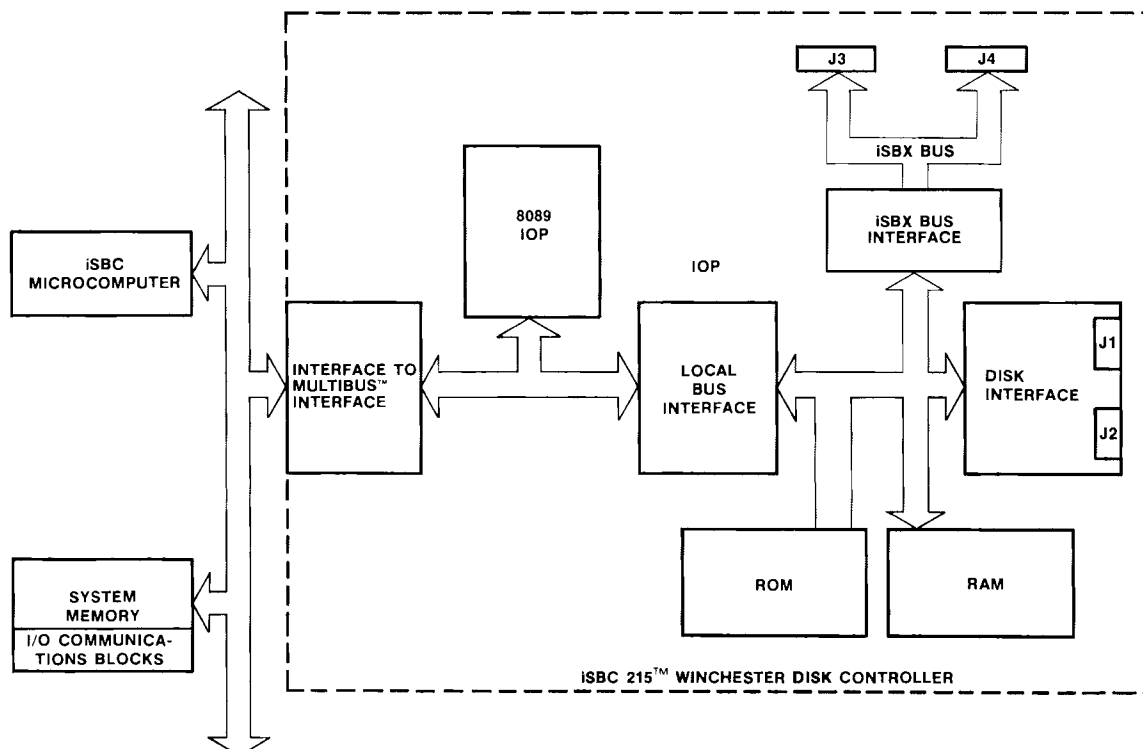 J3
J4
iSBX BUS
8089
IOP
iSBX BUS
INTERFACE
iSBC
MICROCOMPUTER
IOP
INTERFACE TO
MULTIBUS™
INTERFACE
LOCAL
BUS
INTERFACE
DISK
INTERFACE
J1
J2
SYSTEM
MEMORY
I/O COMMUNICA-
TIONS BLOCKS
ROM
RAM
iSBC 215™ WINCHESTER DISK CONTROLLER